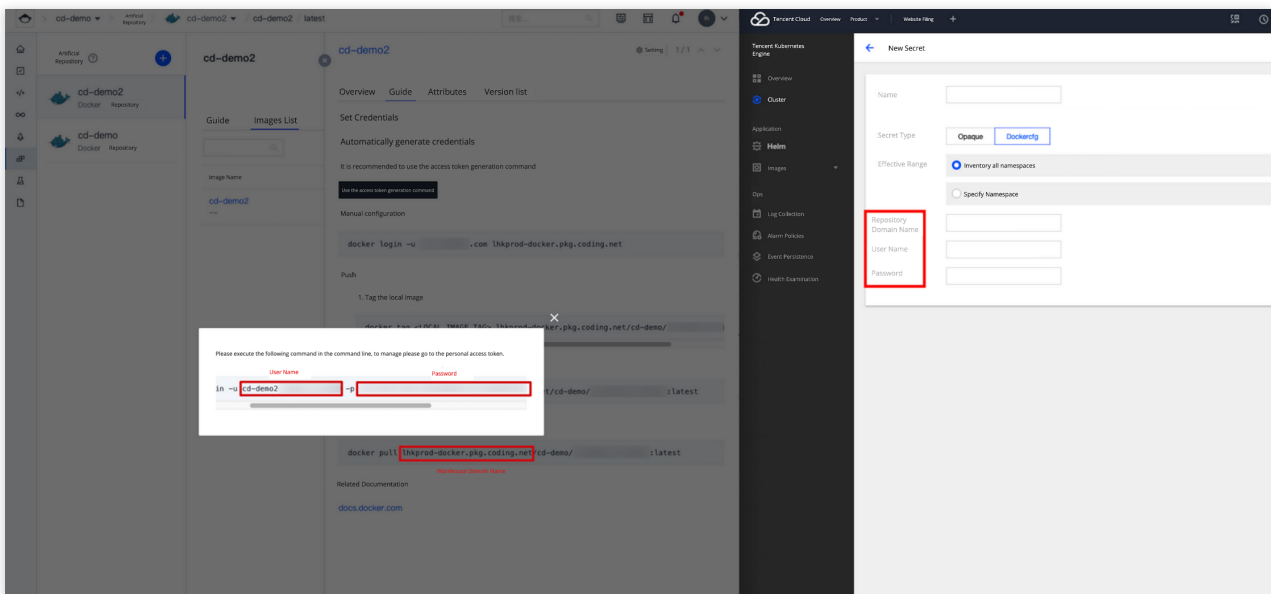 cd-demo
Artifical Repository
cd-demo2
cd-demo2
latest
Artifical Repository
cd-demo2
Docker Repository
cd-demo
Docker Repository
cd-demo2
Guide
Images List
Image Name
cd-demo2
cd-demo2
Setting
1/1
Overview
Guide
Attributes
Version list
Set Credentials
Automatically generate credentials
It is recommended to use the access token generation command
Use the access token generation command
Manual configuration
docker login -u .com lhkprod-docker.pkg.coding.net
Push
1. Tag the local image
docker tag <LOCAL_IMAGE_TAG> lhkprod-docker.pkg.coding.net/cd-demo/
Please execute the following command in the command line, to manage please go to the personal access token.
User Name
Password
in -u cd-demo2 -p
t/cd-demo/ :latest
docker pull lhkprod-docker.pkg.coding.net/cd-demo/ :latest
Warehouse Domain Name
Related Documentation
docs.docker.com
Tencent Cloud
Overview
Product
Website Filing
Tencent Kubernetes Engine
Overview
Cluster
Application
Helm
Images
Ops
Log Collection
Alarm Policies
Event Persistence
Health Examination
New Secret
Name
Secret Type
Opaque
Dockercfg
Effective Range
Inventory all namespaces
Specify Namespace
Repository Domain Name
User Name
Password